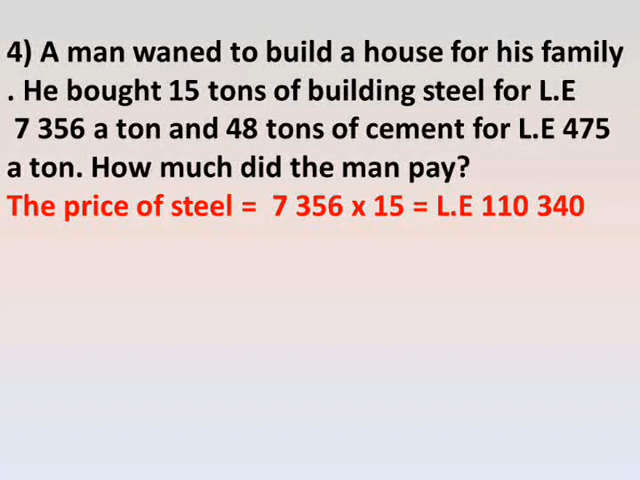 4) A man waned to build a house for his family
. He bought 15 tons of building steel for L.E
7 356 a ton and 48 tons of cement for L.E 475
a ton. How much did the man pay?
The price of steel = 7 356 x 15 = L.E 110 340